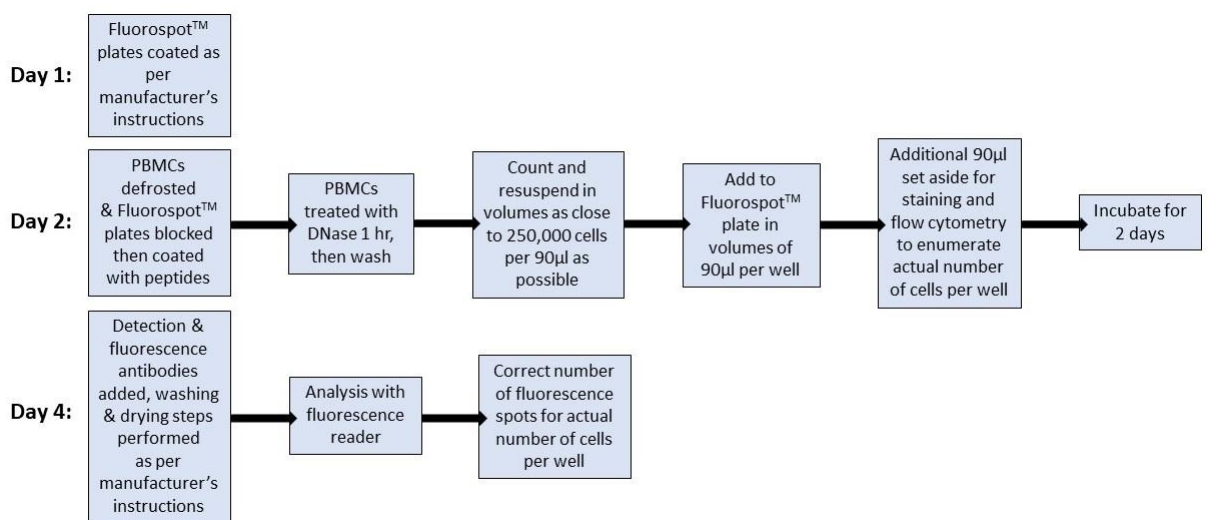 Day 1:
Fluorospot™
plates coated as
per
manufacturer's
instructions
Day 2:
PBMCs
defrosted
& Fluorospot™
plates blocked
then coated
with peptides
PBMCs
treated with
DNase 1 hr,
then wash
Count and
resuspend in
volumes as close
to 250,000 cells
per 90µl as
possible
Add to
Fluorospot™
plate in
volumes of
90µl per well
Additional 90µl
set aside for
staining and
flow cytometry
to enumerate
actual number
of cells per well
Incubate for
2 days
Day 4:
Detection &
fluorescence
antibodies
added, washing
& drying steps
performed
as per
manufacturer's
instructions
Analysis with
fluorescence
reader
Correct number
of fluorescence
spots for actual
number of cells
per well